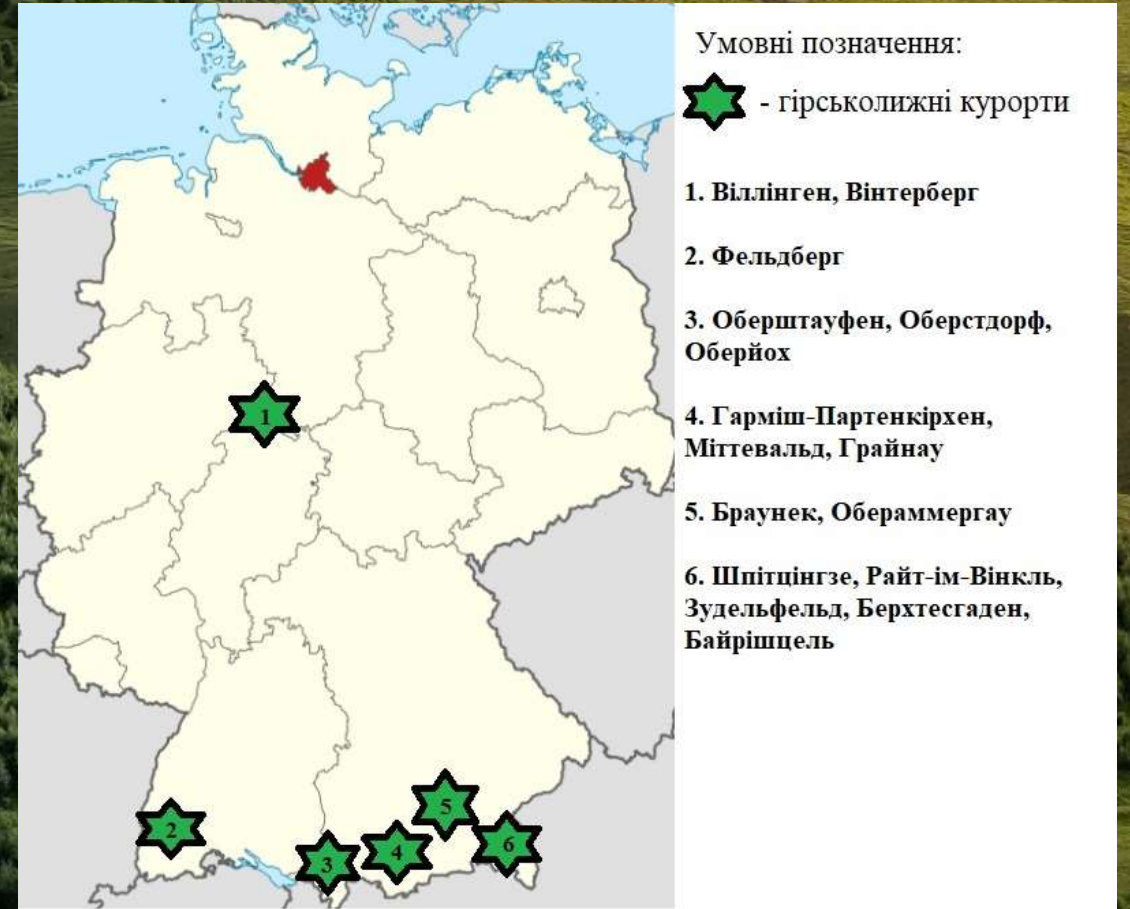 Умовні позначення:
- гірськолижні курорти
1. Віллінген, Вінтерберг
2. Фельдберг
3. Оберштауфен, Оберстдорф,
Оберйох
4. Гарміш-Партенкірхен,
Міттевальд, Грайнау
5. Браунек, Обераммергау
6. Шпітцінгзе, Райт-ім-Вінкль,
Зудельфельд, Берхтесгаден,
Байрішцель
1
2
3
4
5
6